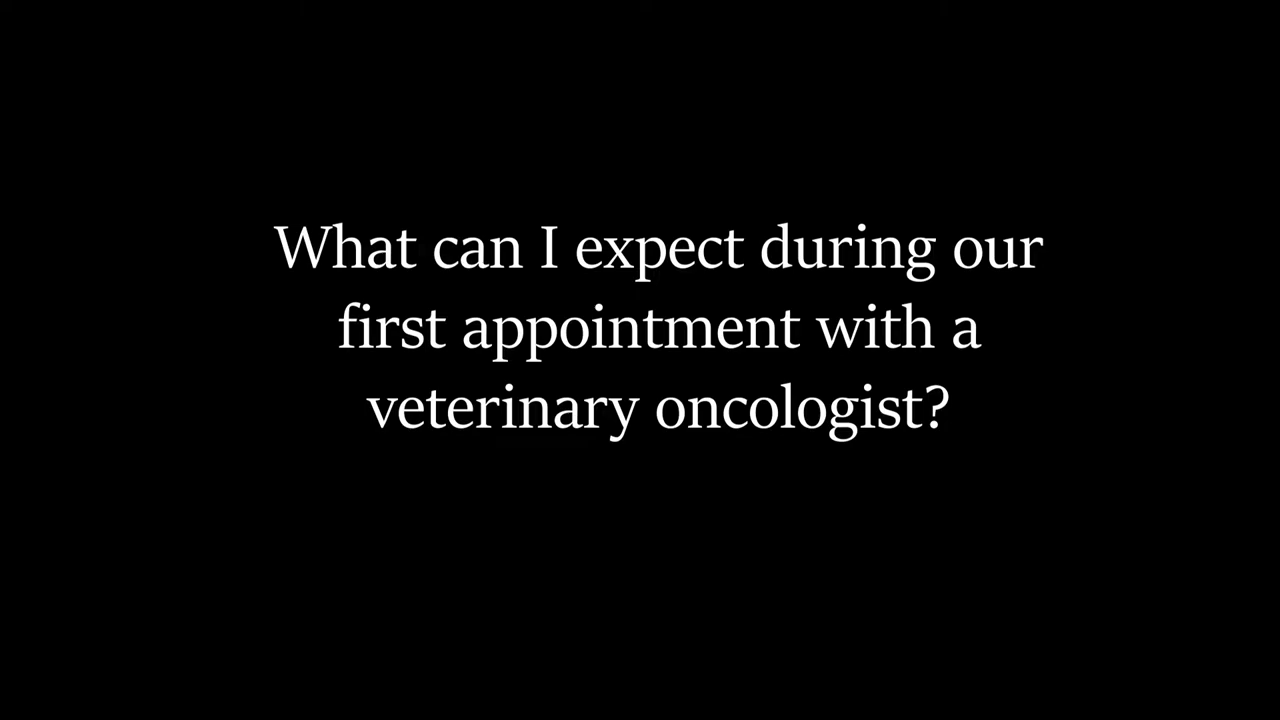 What can I expect during our
first appointment with a
veterinary oncologist?